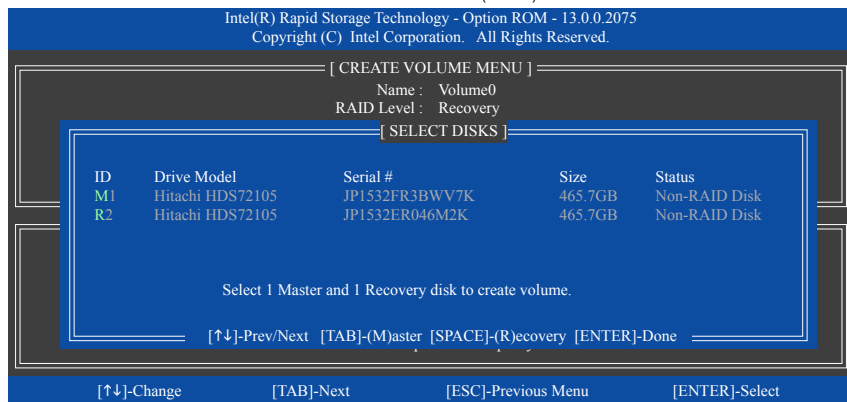 Intel(R) Rapid Storage Technology - Option ROM - 13.0.0.2075
Copyright (C) Intel Corporation. All Rights Reserved.
[ CREATE VOLUME MENU ]
Name : Volume0
RAID Level : Recovery
[ SELECT DISKS ]
ID Drive Model Serial # Size Status
M1 Hitachi HDS72105 JP1532FR3BWV7K 465.7GB Non-RAID Disk
R2 Hitachi HDS72105 JP1532ER046M2K 465.7GB Non-RAID Disk
Select 1 Master and 1 Recovery disk to create volume.
[↑↓]-Prev/Next [TAB]-(M)aster [SPACE]-(R)ecovery [ENTER]-Done
[↑↓]-Change [TAB]-Next [ESC]-Previous Menu [ENTER]-Select